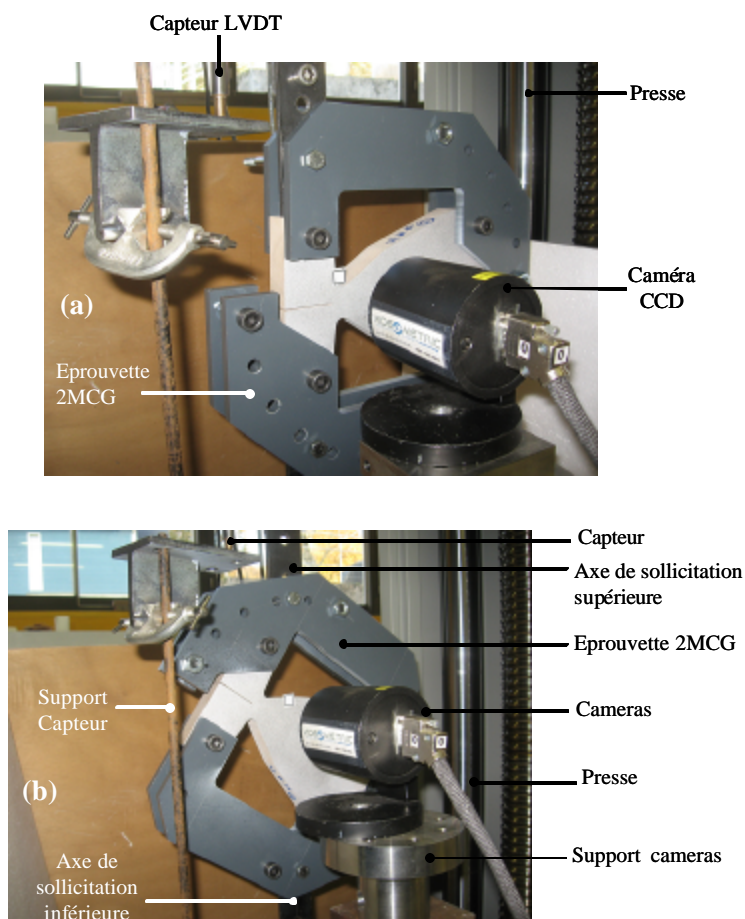 Capteur LVDT
Presse
Caméra
CCD
(a)
Eprouvette
2MCG
Capteur
Axe de sollicitation
supérieure
Eprouvette 2MCG
Cameras
Support
Capteur
Presse
(b)
Support cameras
Axe de
sollicitation
inférieure